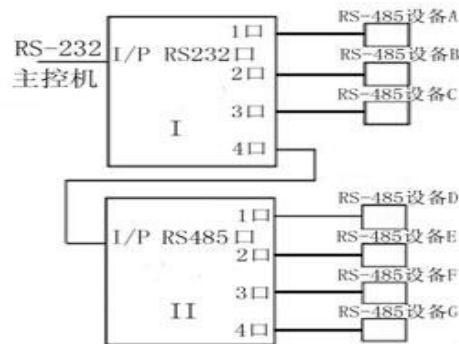 RS-232
主控机
I/P RS232口
I
1口
2口
3口
4口
RS-485设备A
RS-485设备B
RS-485设备C
I/P RS485口
II
1口
2口
3口
4口
RS-485设备D
RS-485设备E
RS-485设备F
RS-485设备G